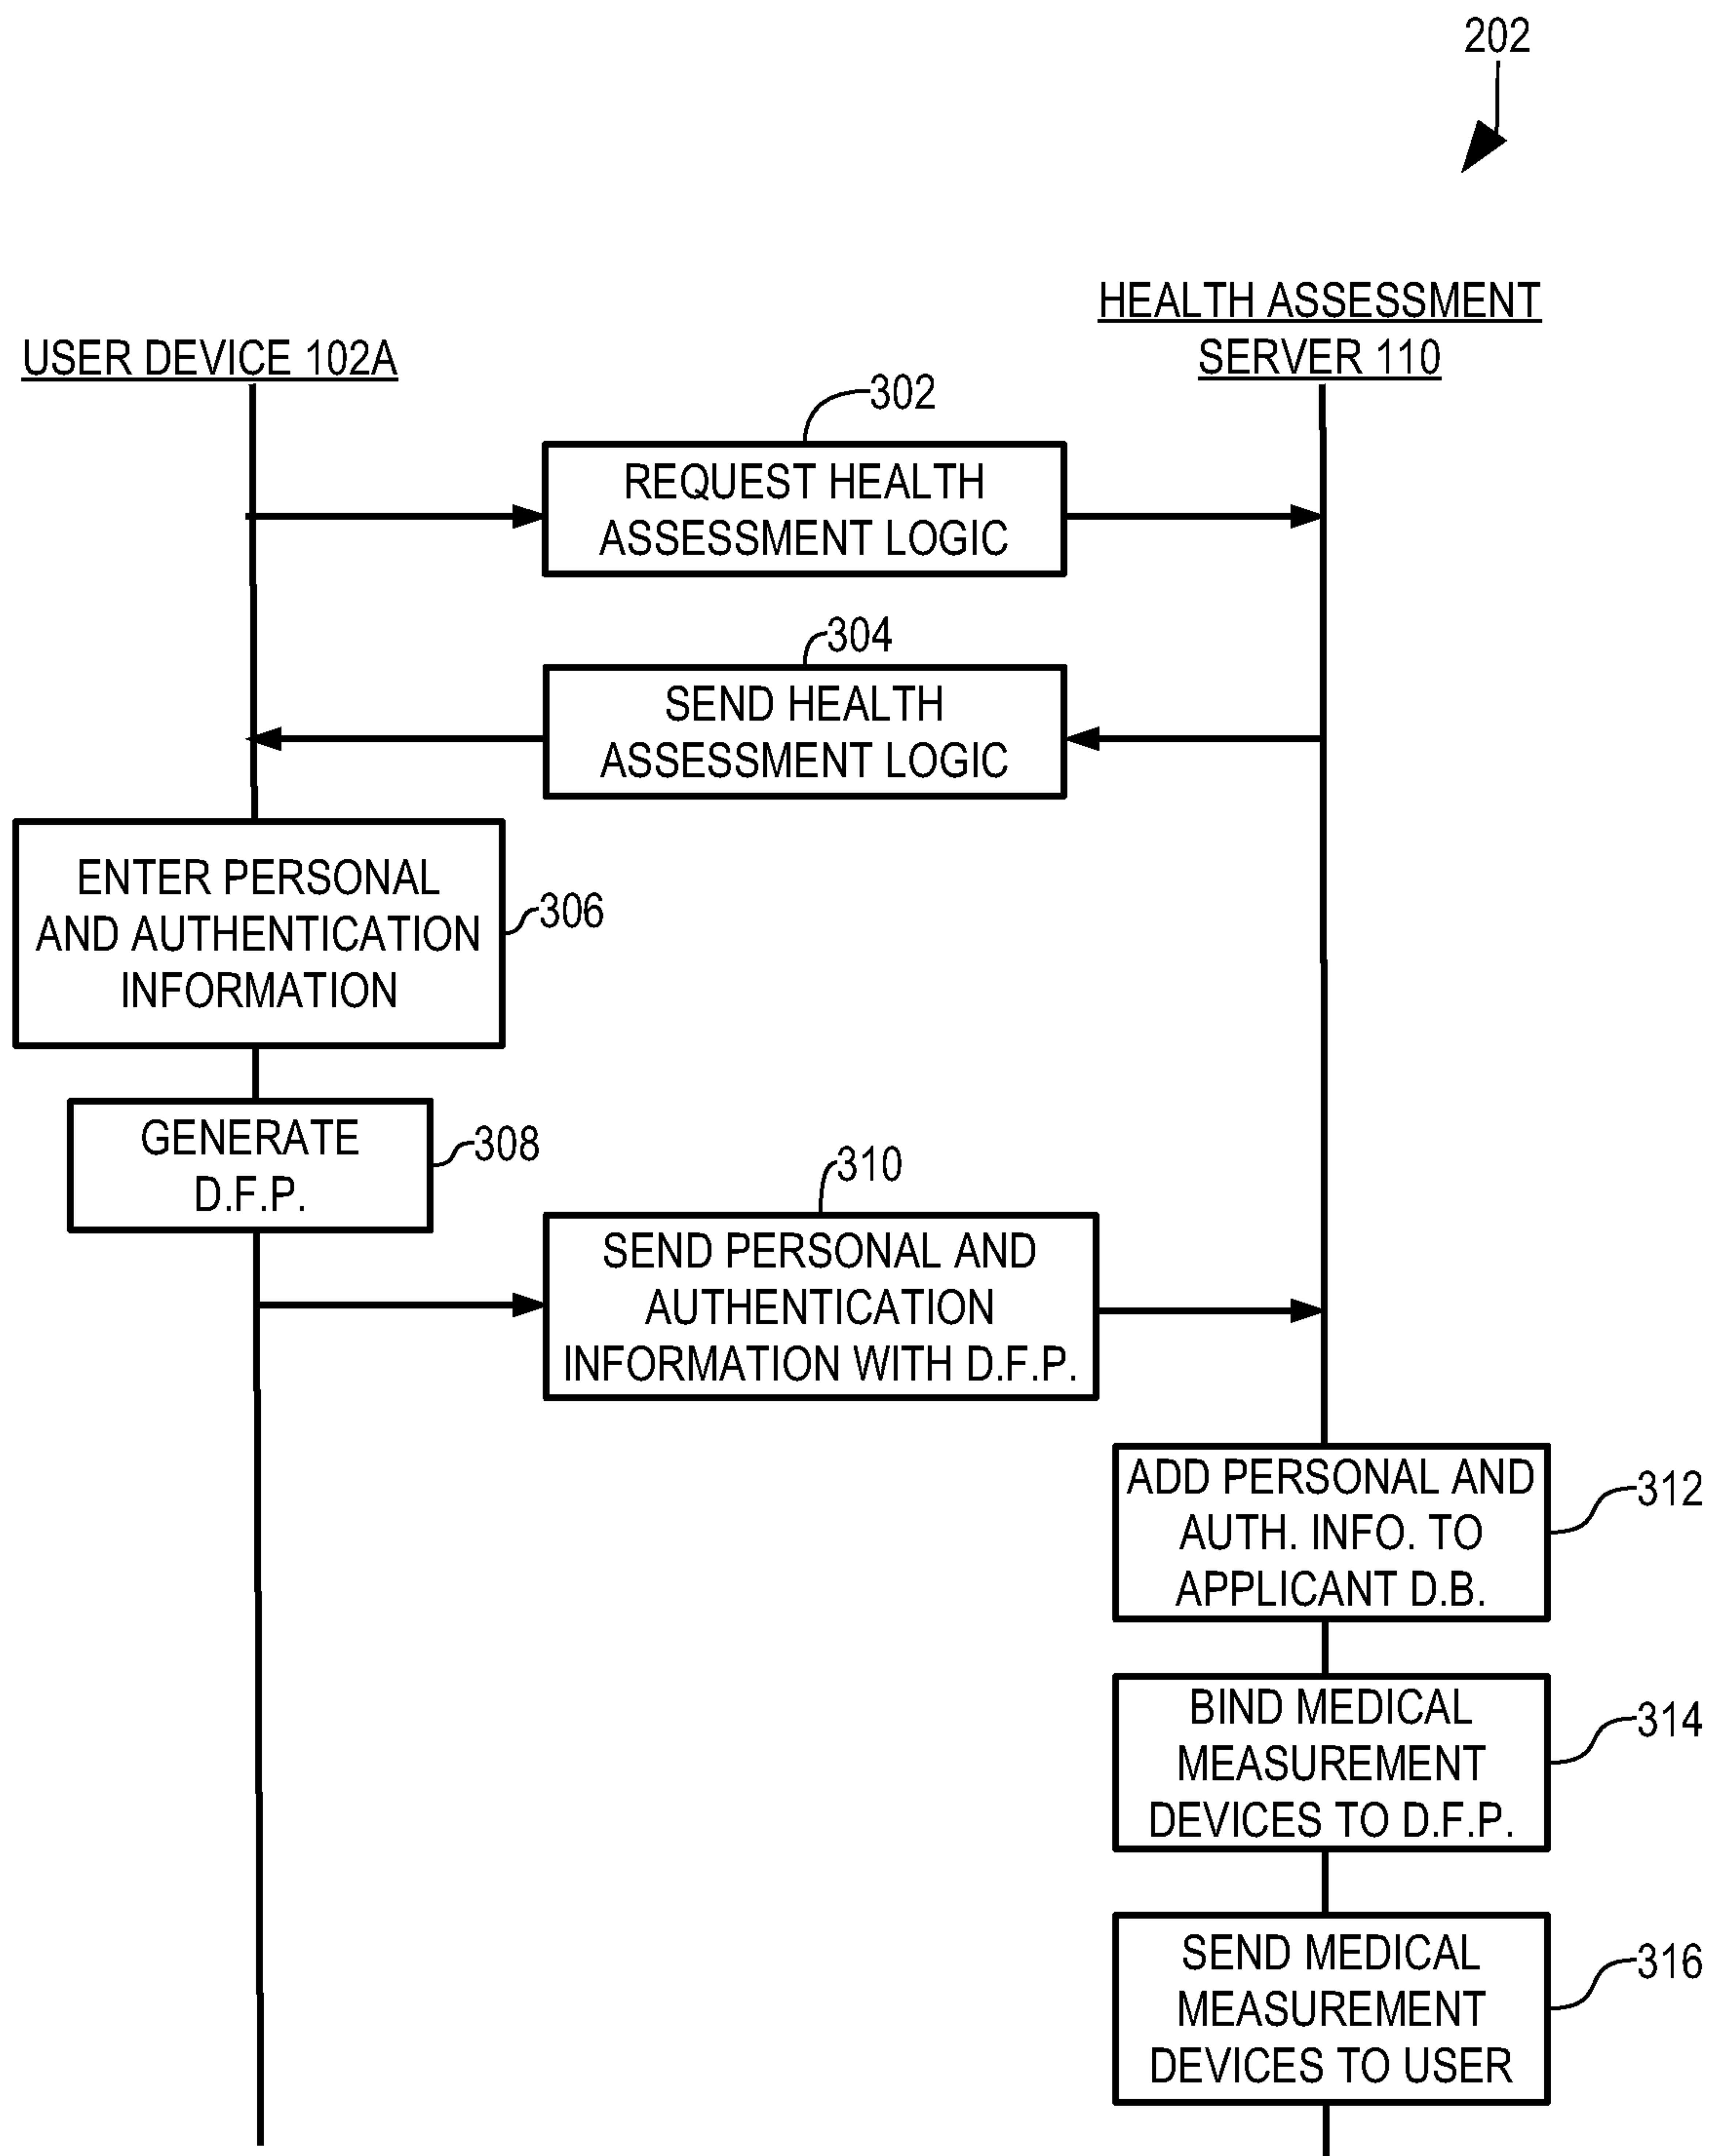 202
HEALTH ASSESSMENT
SERVER 110
USER DEVICE 102A
302
REQUEST HEALTH
ASSESSMENT LOGIC
304
SEND HEALTH
ASSESSMENT LOGIC
ENTER PERSONAL
AND AUTHENTICATION
INFORMATION
306
GENERATE
D.F.P.
308
310
SEND PERSONAL AND
AUTHENTICATION
INFORMATION WITH D.F.P.
ADD PERSONAL AND
AUTH. INFO. TO
APPLICANT D.B.
312
BIND MEDICAL
MEASUREMENT
DEVICES TO D.F.P.
314
SEND MEDICAL
MEASUREMENT
DEVICES TO USER
316